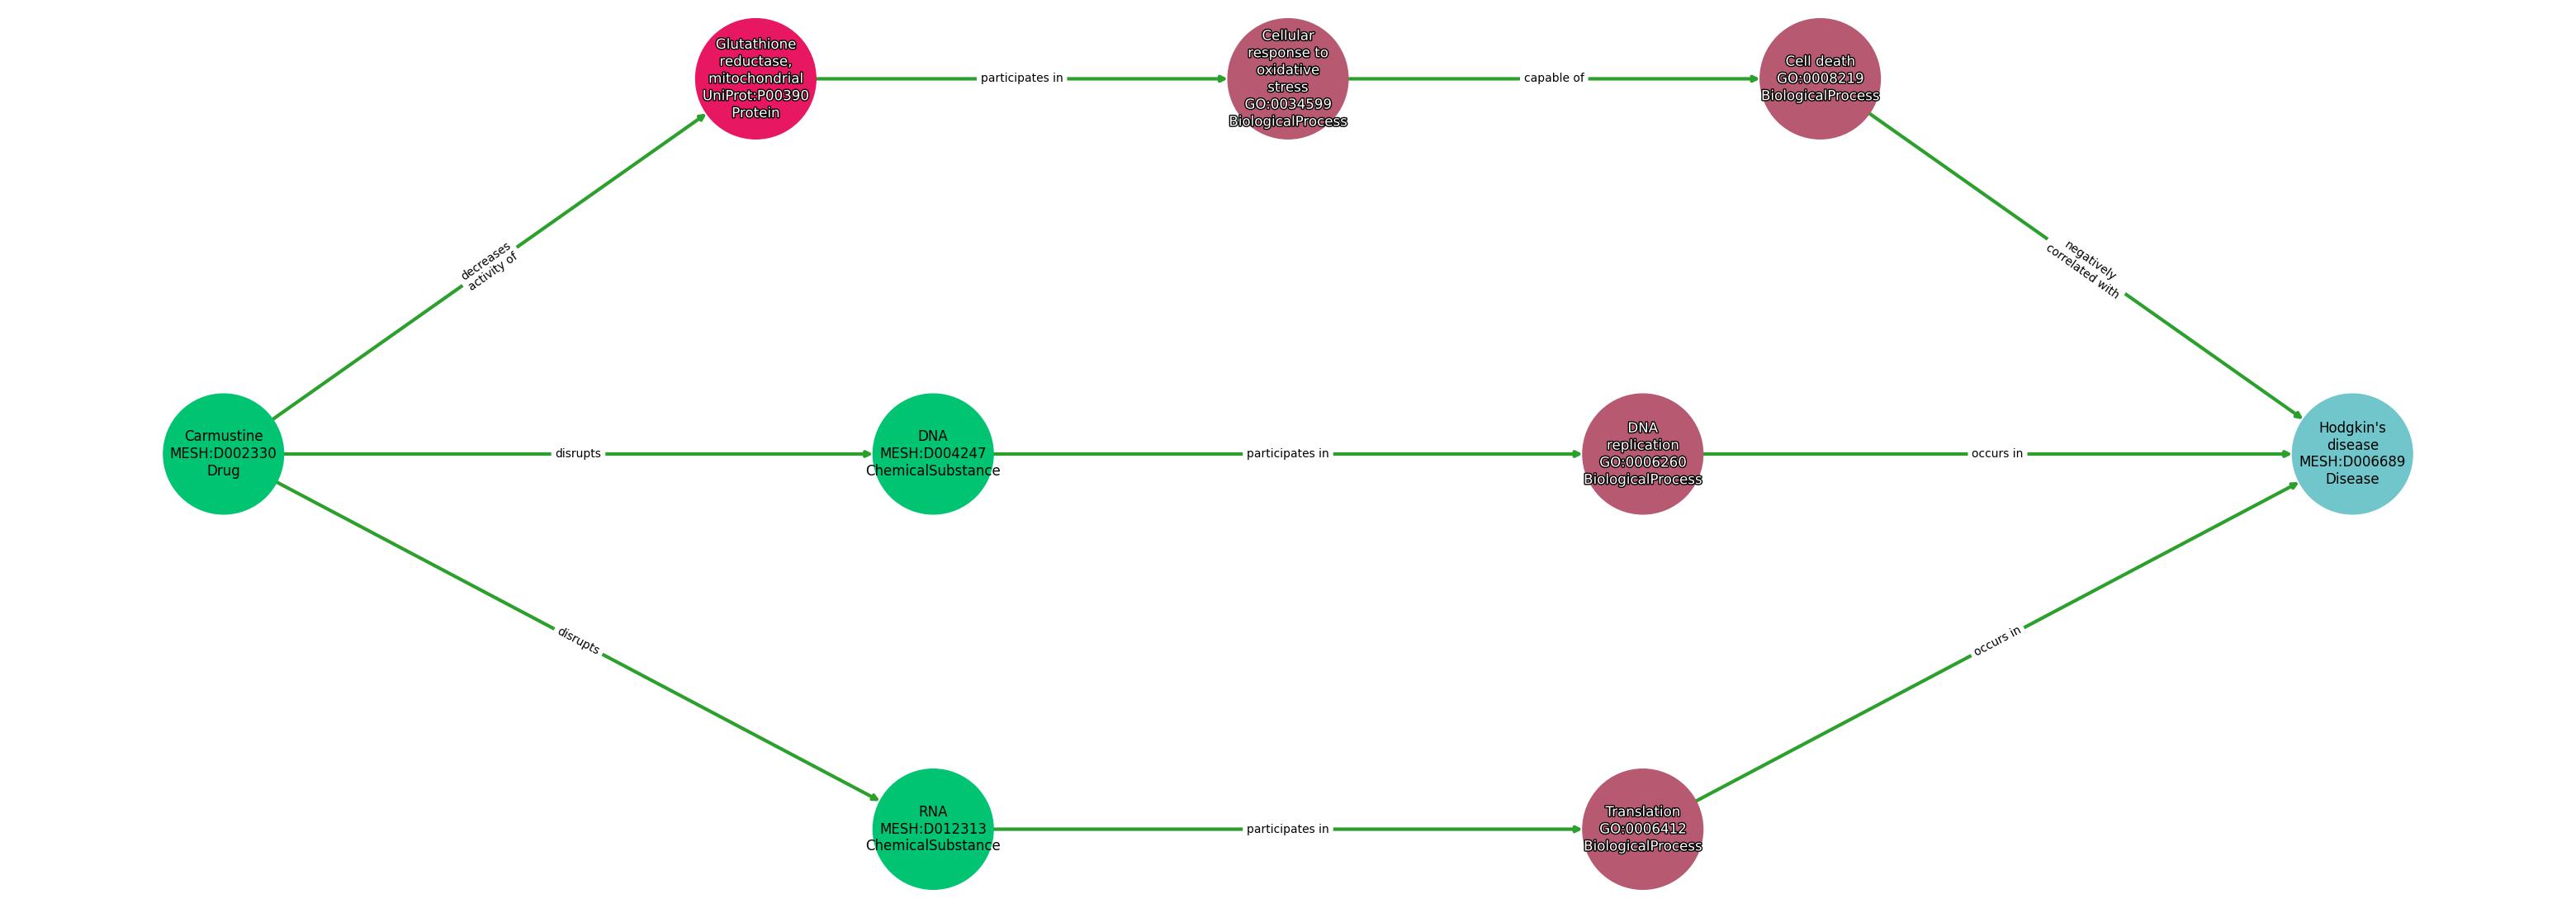 Glutathione
reductase,
mitochondrial
UniProt:P00390
Protein
participates in
Cellular
response to
oxidative
stress
GO:0034599
BiologicalProcess
capable of
Cell death
GO:0008219
BiologicalProcess
decreases
activity of
negatively
correlated with
Carmustine
MESH:D002330
Drug
disrupts
DNA
MESH:D004247
ChemicalSubstance
participates in
DNA
replication
GO:0006260
BiologicalProcess
occurs in
Hodgkin's
disease
MESH:D006689
Disease
disrupts
occurs in
RNA
MESH:D012313
ChemicalSubstance
participates in
Translation
GO:0006412
BiologicalProcess